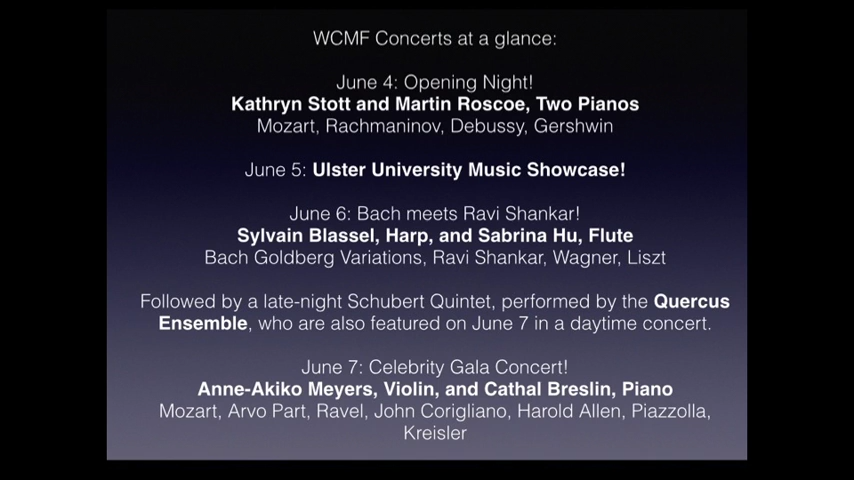 WCMF Concerts at a glance:
June 4: Opening Night!
Kathryn Stott and Martin Roscoe, Two Pianos
Mozart, Rachmaninov, Debussy, Gershwin
June 5: Ulster University Music Showcase!
June 6: Bach meets Ravi Shankar!
Sylvain Blassel, Harp, and Sabrina Hu, Flute
Bach Goldberg Variations, Ravi Shankar, Wagner, Liszt
Followed by a late-night Schubert Quintet, performed by the Quercus
Ensemble, who are also featured on June 7 in a daytime concert.
June 7: Celebrity Gala Concert!
Anne-Akiko Meyers, Violin, and Cathal Breslin, Piano
Mozart, Arvo Part, Ravel, John Corigliano, Harold Allen, Piazzolla,
Kreisler